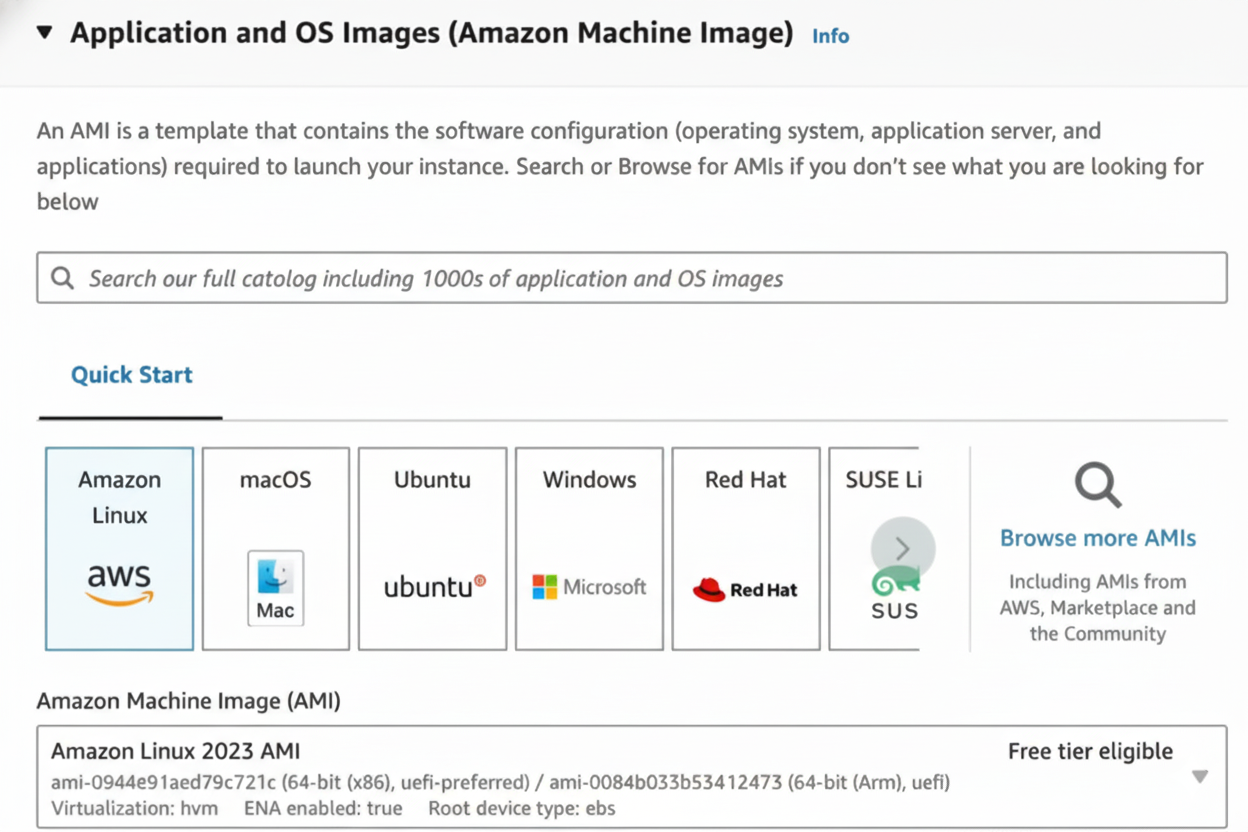 ▼ Application and OS Images (Amazon Machine Image) Info
An AMI is a template that contains the software configuration (operating system, application server, and
applications) required to launch your instance. Search or Browse for AMIs if you don’t see what you are looking for
below
Search our full catolog including 1000s of application and OS images
Quick Start
Amazon
Linux
aws
macOS
Mac
Ubuntu
ubuntu®
Windows
Microsoft
Red Hat
Red Hat
SUSE Li
SUS
Browse more AMIs
Including AMIs from
AWS, Marketplace and
the Community
Amazon Machine Image (AMI)
Amazon Linux 2023 AMI Free tier eligible
ami-0944e91aed79c721c (64-bit (x86), uefi-preferred) / ami-0084b033b53412473 (64-bit (Arm), uefi)
Virtualization: hvm ENA enabled: true Root device type: ebs